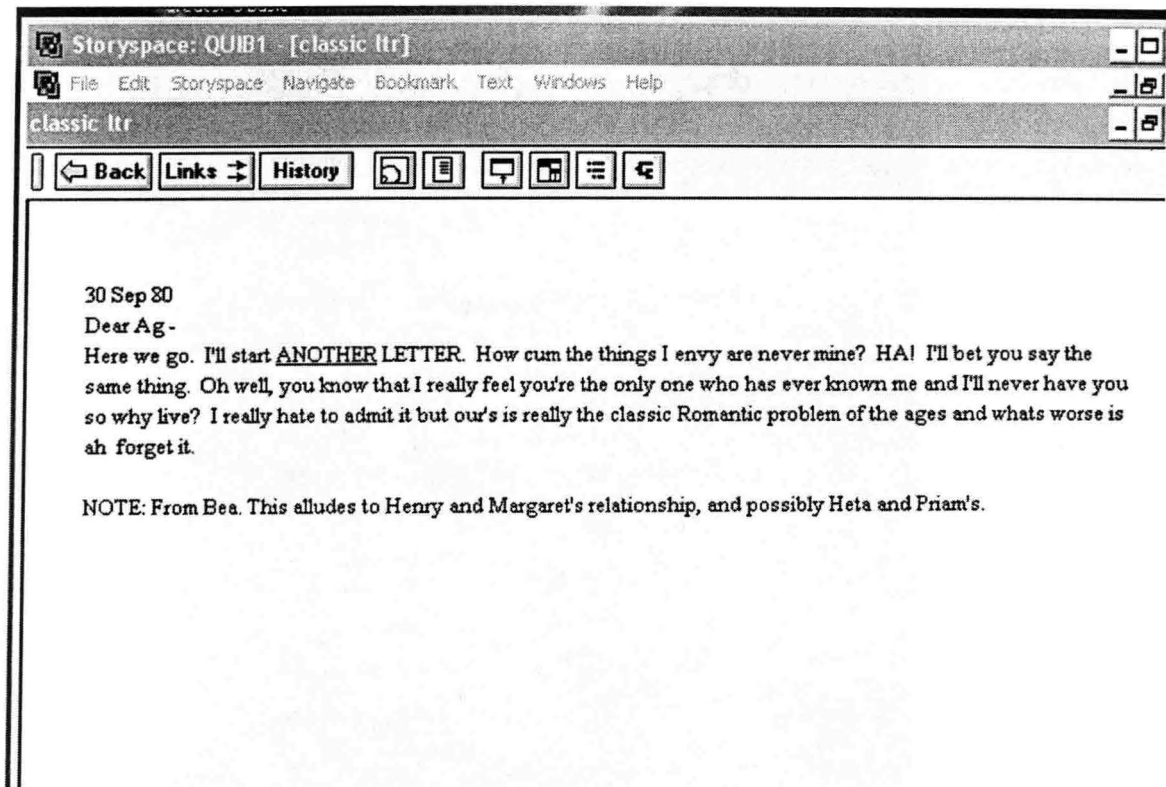 Storyspace: QUIB1 - [classic ltr]
File Edit Storyspace Navigate Bookmark Text Windows Help
classic ltr
Back Links History
30 Sep 80
Dear Ag -
Here we go. I'll start ANOTHER LETTER. How cum the things I envy are never mine? HA! I'll bet you say the
same thing. Oh well, you know that I really feel you're the only one who has ever known me and I'll never have you
so why live? I really hate to admit it but our's is really the classic Romantic problem of the ages and whats worse is
ah forget it.
NOTE: From Bea. This alludes to Henry and Margaret's relationship, and possibly Heta and Priam's.